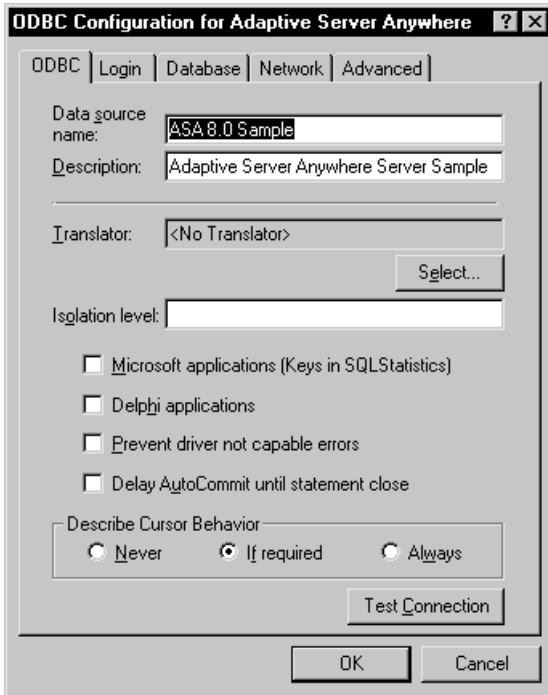 ODBC Configuration for Adaptive Server Anywhere
ODBC
Login
Database
Network
Advanced
Data source name:
ASA 8.0 Sample
Description:
Adaptive Server Anywhere Server Sample
Translator:
<No Translator>
Select...
Isolation level:
Microsoft applications (Keys in SQLStatistics)
Delphi applications
Prevent driver not capable errors
Delay AutoCommit until statement close
Describe Cursor Behavior
Never
If required
Always
Test Connection
OK
Cancel